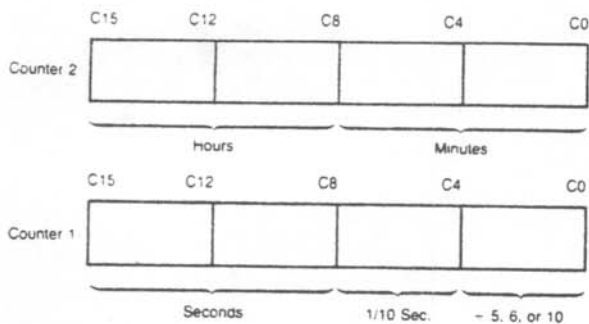 C15 C12 C8 C4 C0
Counter 2
Hours Minutes
C15 C12 C8 C4 C0
Counter 1
Seconds 1/10 Sec. ÷ 5, 6, or 10